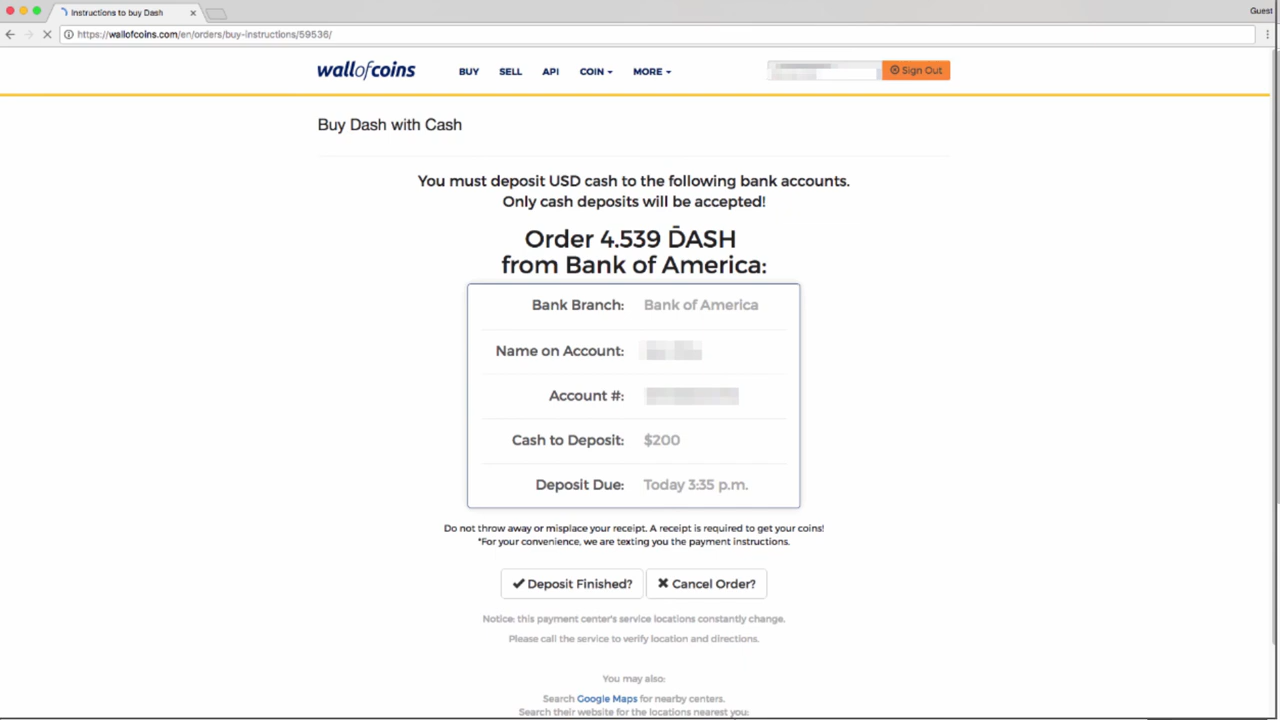 Instructions to buy Dash
Guest
https://wallofcoins.com/en/orders/buy-instructions/59536/
wallofcoins BUY SELL API COIN MORE Sign Out
Buy Dash with Cash
You must deposit USD cash to the following bank accounts.
Only cash deposits will be accepted!
Order 4.539 DASH
from Bank of America:
Bank Branch: Bank of America
Name on Account:
Account #:
Cash to Deposit: $200
Deposit Due: Today 3:35 p.m.
Do not throw away or misplace your receipt. A receipt is required to get your coins!
*For your convenience, we are texting you the payment instructions.
Deposit Finished? Cancel Order?
Notice: this payment center's service locations constantly change.
Please call the service to verify location and directions.
You may also:
Search Google Maps for nearby centers.
Search their website for the locations nearest you: